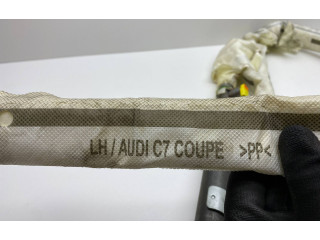 LH / AUDI C7 COUPE >PP<